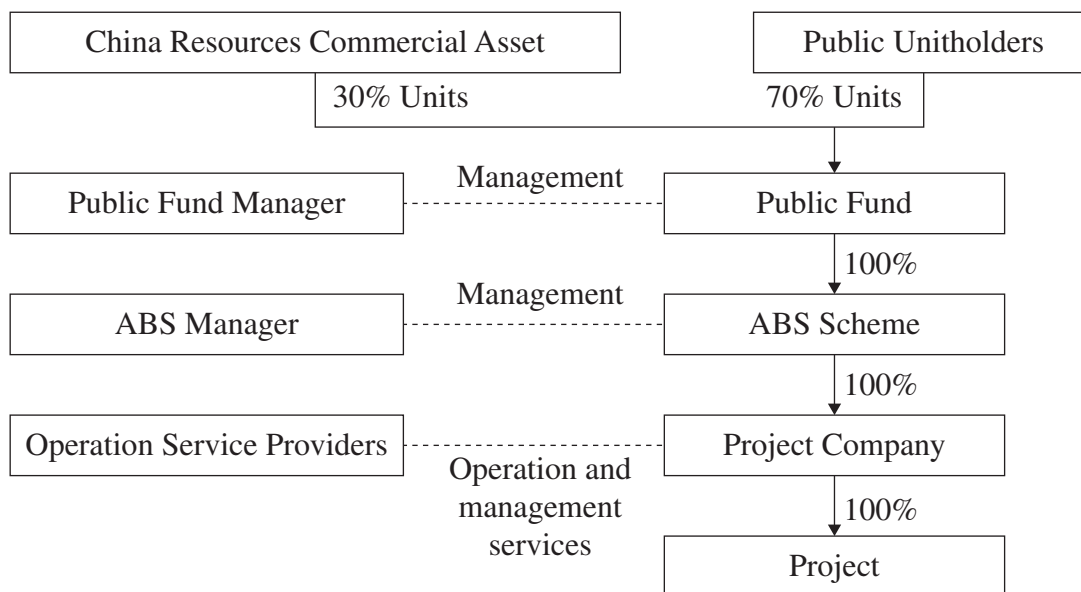 China Resources Commercial Asset
Public Unitholders
30% Units
70% Units
Management
Public Fund Manager
Public Fund
100%
Management
ABS Manager
ABS Scheme
100%
Operation Service Providers
Project Company
Operation and
management
services
100%
Project